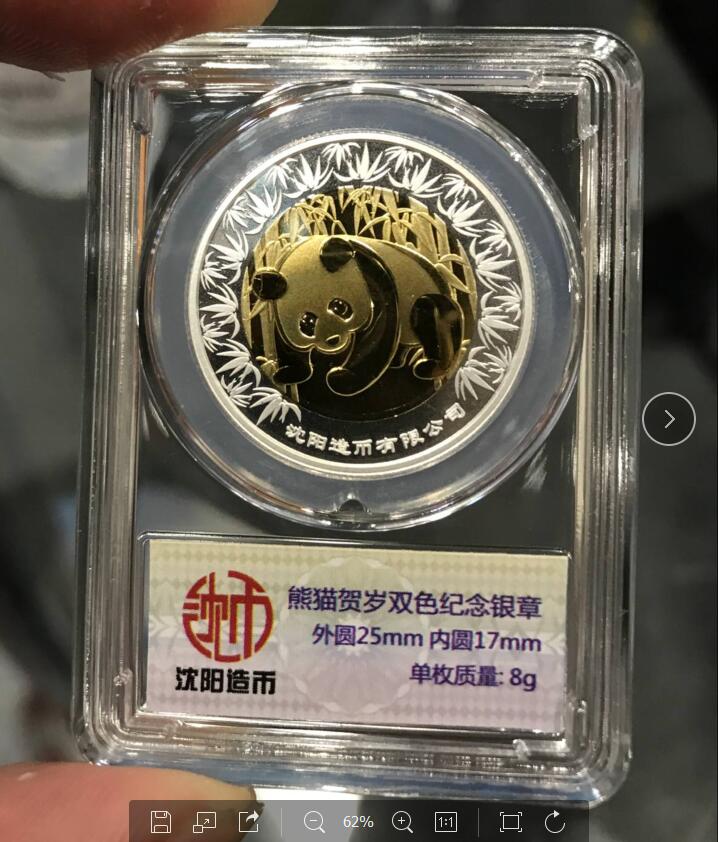 沈阳造币有限公司
沈币
熊猫贺岁双色纪念银章
外圆25mm 内圆17mm
单枚质量: 8g
沈阳造币
62%
1:1